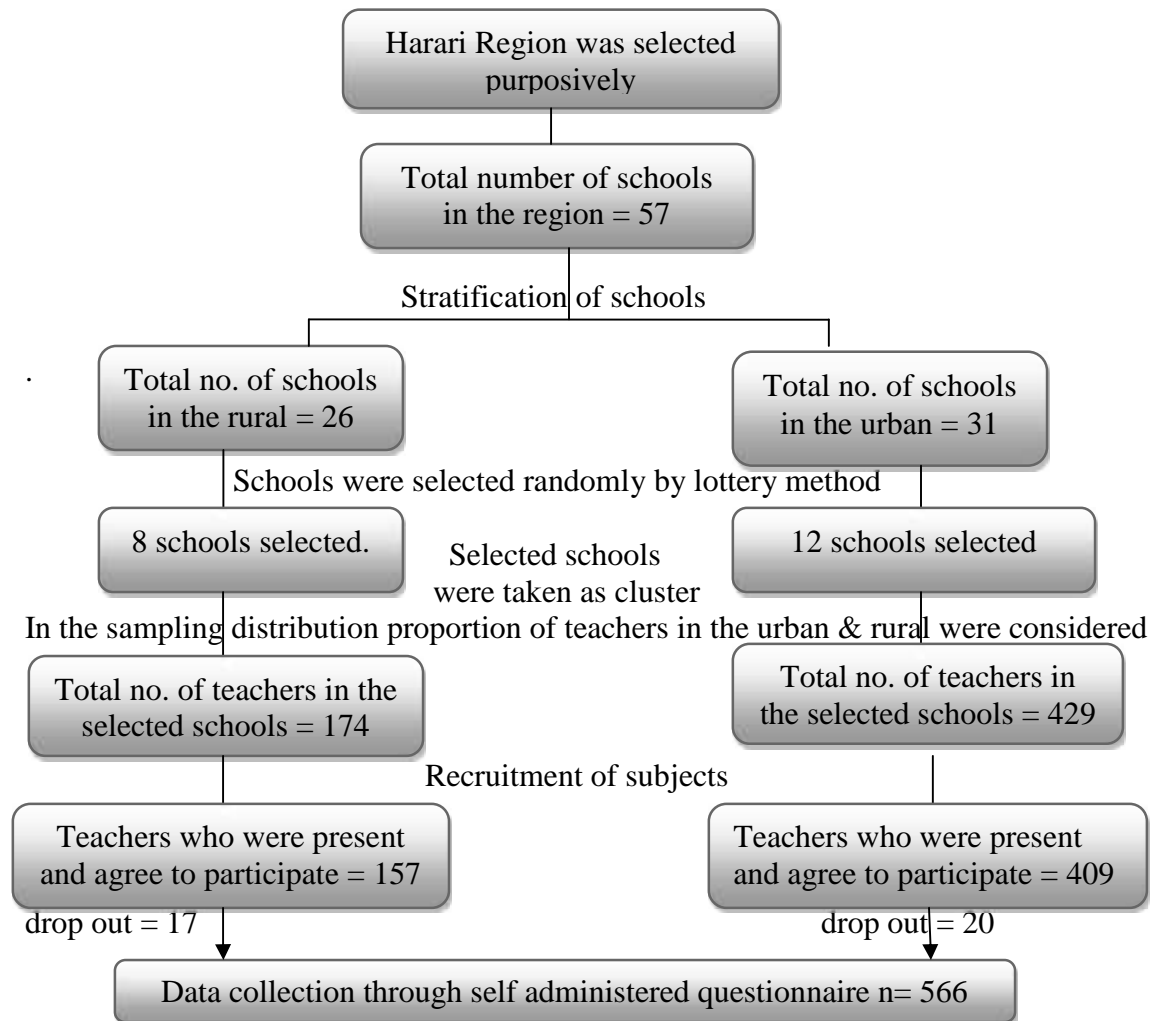 Harari Region was selected
purposively
Total number of schools
in the region = 57
Stratification of schools
.
Total no. of schools
in the rural = 26
Total no. of schools
in the urban = 31
Schools were selected randomly by lottery method
8 schools selected.
12 schools selected
Selected schools
were taken as cluster
In the sampling distribution proportion of teachers in the urban & rural were considered
Total no. of teachers in the
selected schools = 174
Total no. of teachers in
the selected schools = 429
Recruitment of subjects
Teachers who were present
and agree to participate = 157
Teachers who were present
and agree to participate = 409
drop out = 17
drop out = 20
Data collection through self administered questionnaire n= 566